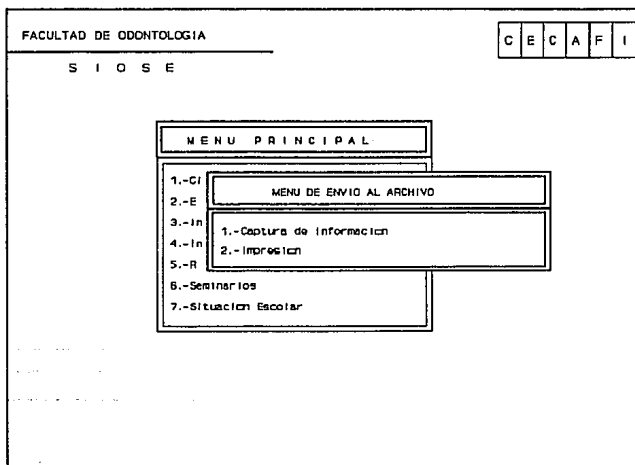 FACULTAD DE ODONTOLOGIA
C E C A F I
S I O S E
MENU PRINCIPAL
1.-Ci
MENU DE ENVIO AL ARCHIVO
2.-E
3.-In
1.-Captura de Informacion
4.-In
2.-Impresion
5.-R
6.-Seminarios
7.-Situacion Escolar